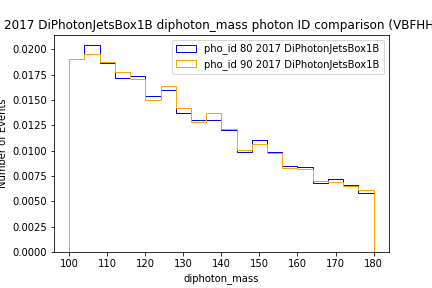 2017 DiPhotonJetsBox1B diphoton_mass photon ID comparison (VBFHH
pho_id 80 2017 DiPhotonJetsBox1B
pho_id 90 2017 DiPhotonJetsBox1B
Number of Events
0.0200
0.0175
0.0150
0.0125
0.0100
0.0075
0.0050
0.0025
0.0000
100 110 120 130 140 150 160 170 180
diphoton_mass